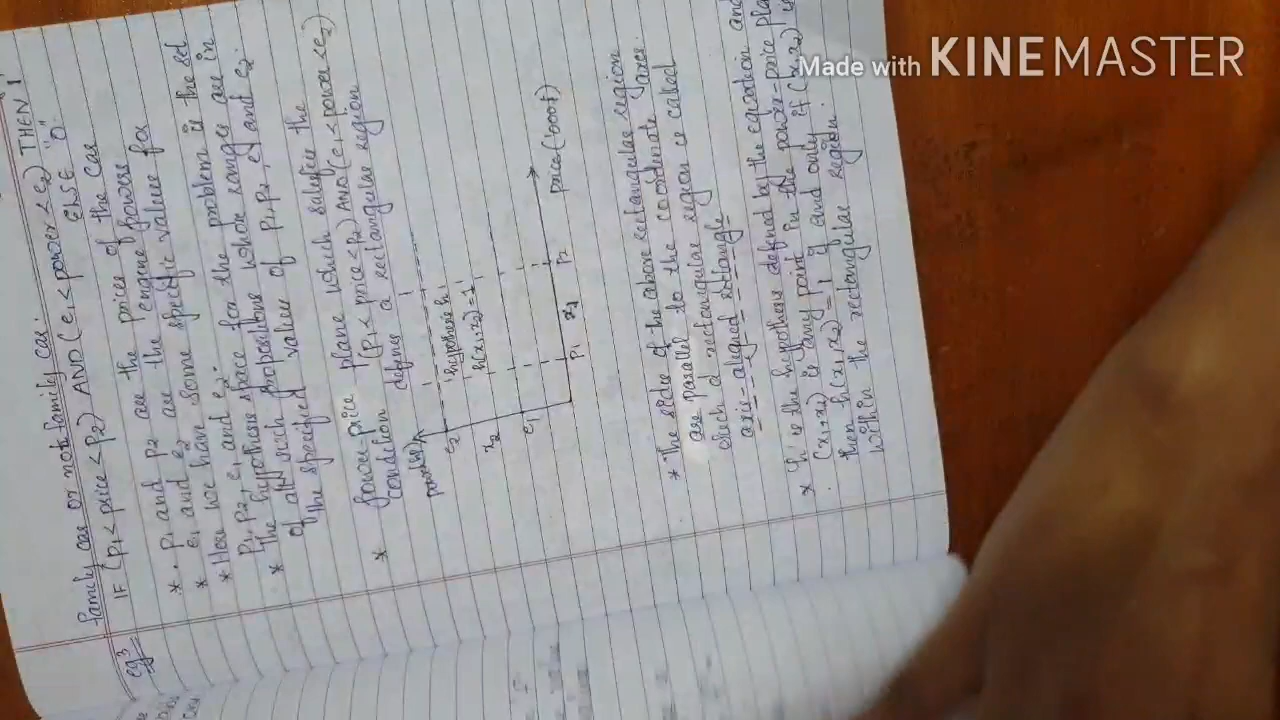 Made with KINEMASTER
eg3 family car or not family car.
IF (p1 < price < p2) AND (e1 < power < e2) THEN 1
ELSE "0".
* . p1 and p2 are the prices of the car
* e1 and e2 are the engine powers
* Here we have some specific values for
p1, p2, e1 and e2.
* The hypothesis space for the problem is the set
of all such propositions whose ranges are in
the specified values of p1, p2, e1 and e2.
* power-price plane which satisfies the
condition (p1 < price < p2) AND (e1 < power < e2)
defines a rectangular region
power
e2
hypothesis h
x2
h(x1,x2)=1
e1
p1 x1 p2
price('000$)
* The sides of the above rectangular region
are parallel to the coordinate axes.
such a rectangular region is called
axis-aligned rectangle
* 'h' is the hypothesis defined by the equation and
(x1,x2) is any point in the power-price
then h(x1,x2)=1 if and only if (x1,x2) is
within the rectangular region.